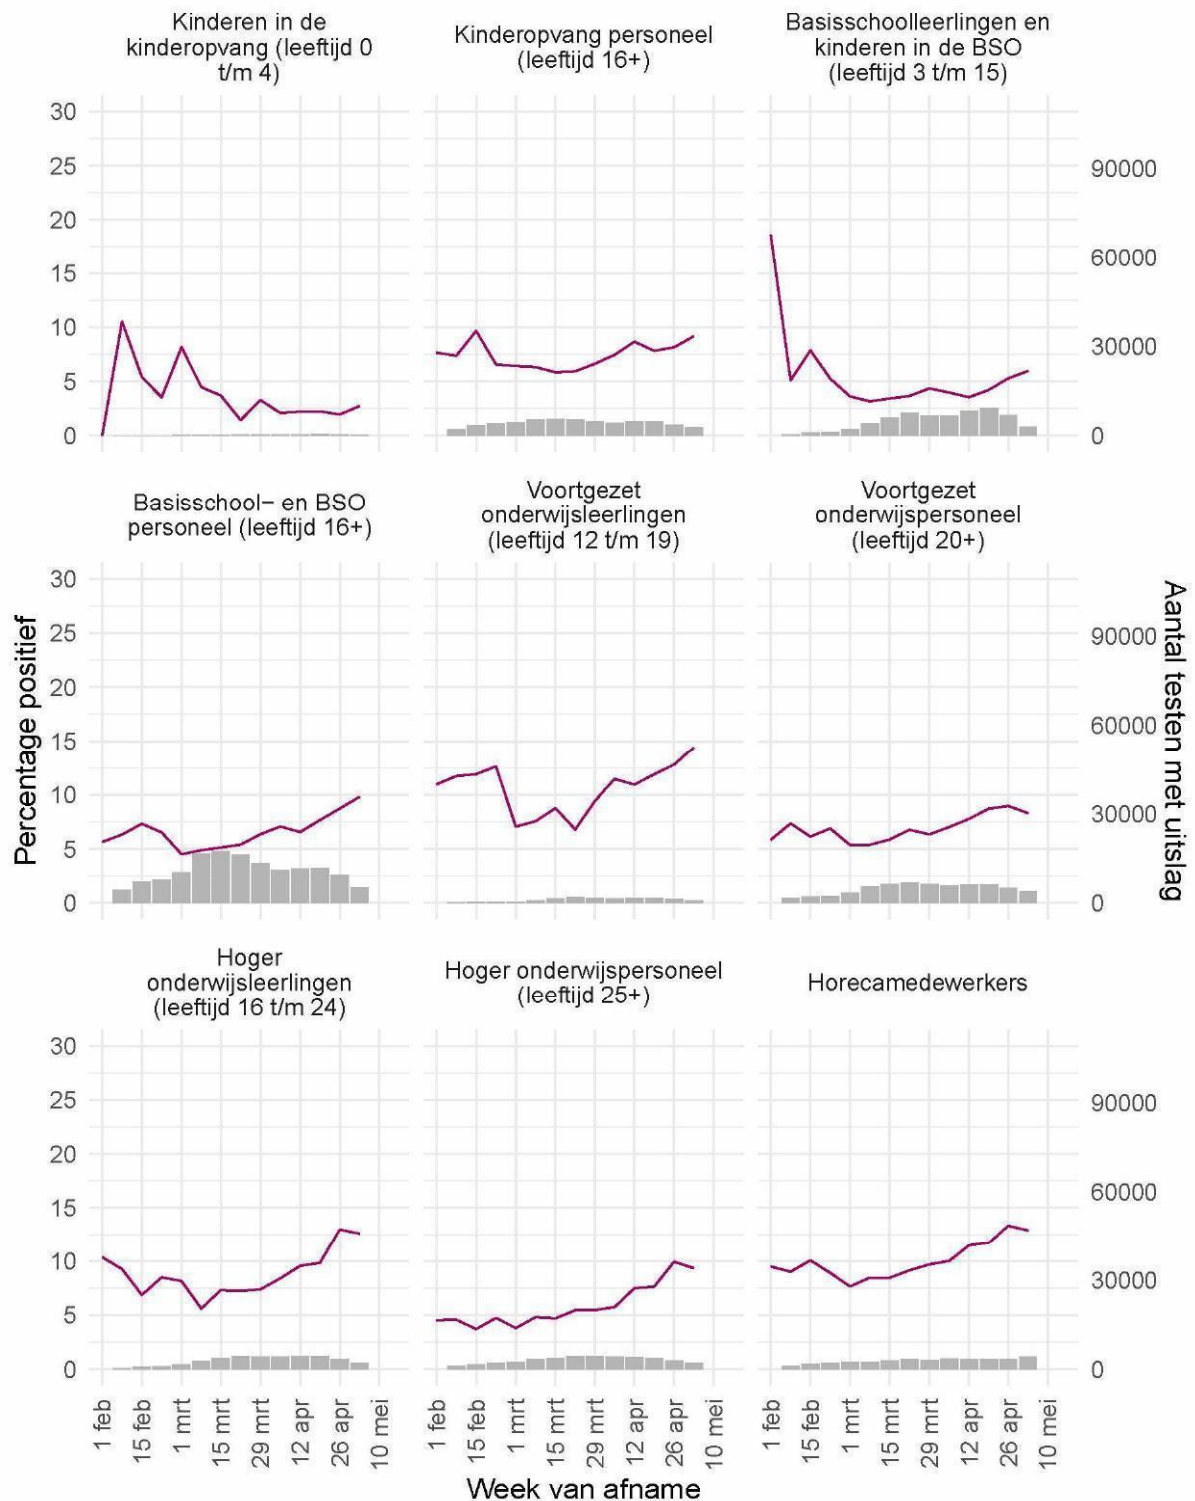 Kinderen in de
kinderopvang (leeftijd 0
t/m 4)
Kinderopvang personeel
(leeftijd 16+)
Basisschoolleerlingen en
kinderen in de BSO
(leeftijd 3 t/m 15)
30
25
20
15
10
5
0
90000
60000
30000
0
Basisschool– en BSO
personeel (leeftijd 16+)
Voortgezet
onderwijsleerlingen
(leeftijd 12 t/m 19)
Voortgezet
onderwijspersoneel
(leeftijd 20+)
Percentage positief
30
25
20
15
10
5
0
90000
60000
30000
0
Aantal testen met uitslag
Hoger
onderwijsleerlingen
(leeftijd 16 t/m 24)
Hoger onderwijspersoneel
(leeftijd 25+)
Horecamedewerkers
30
25
20
15
10
5
0
90000
60000
30000
0
1 feb
15 feb
1 mrt
15 mrt
29 mrt
12 apr
26 apr
10 mei
1 feb
15 feb
1 mrt
15 mrt
29 mrt
12 apr
26 apr
10 mei
1 feb
15 feb
1 mrt
15 mrt
29 mrt
12 apr
26 apr
10 mei
Week van afname